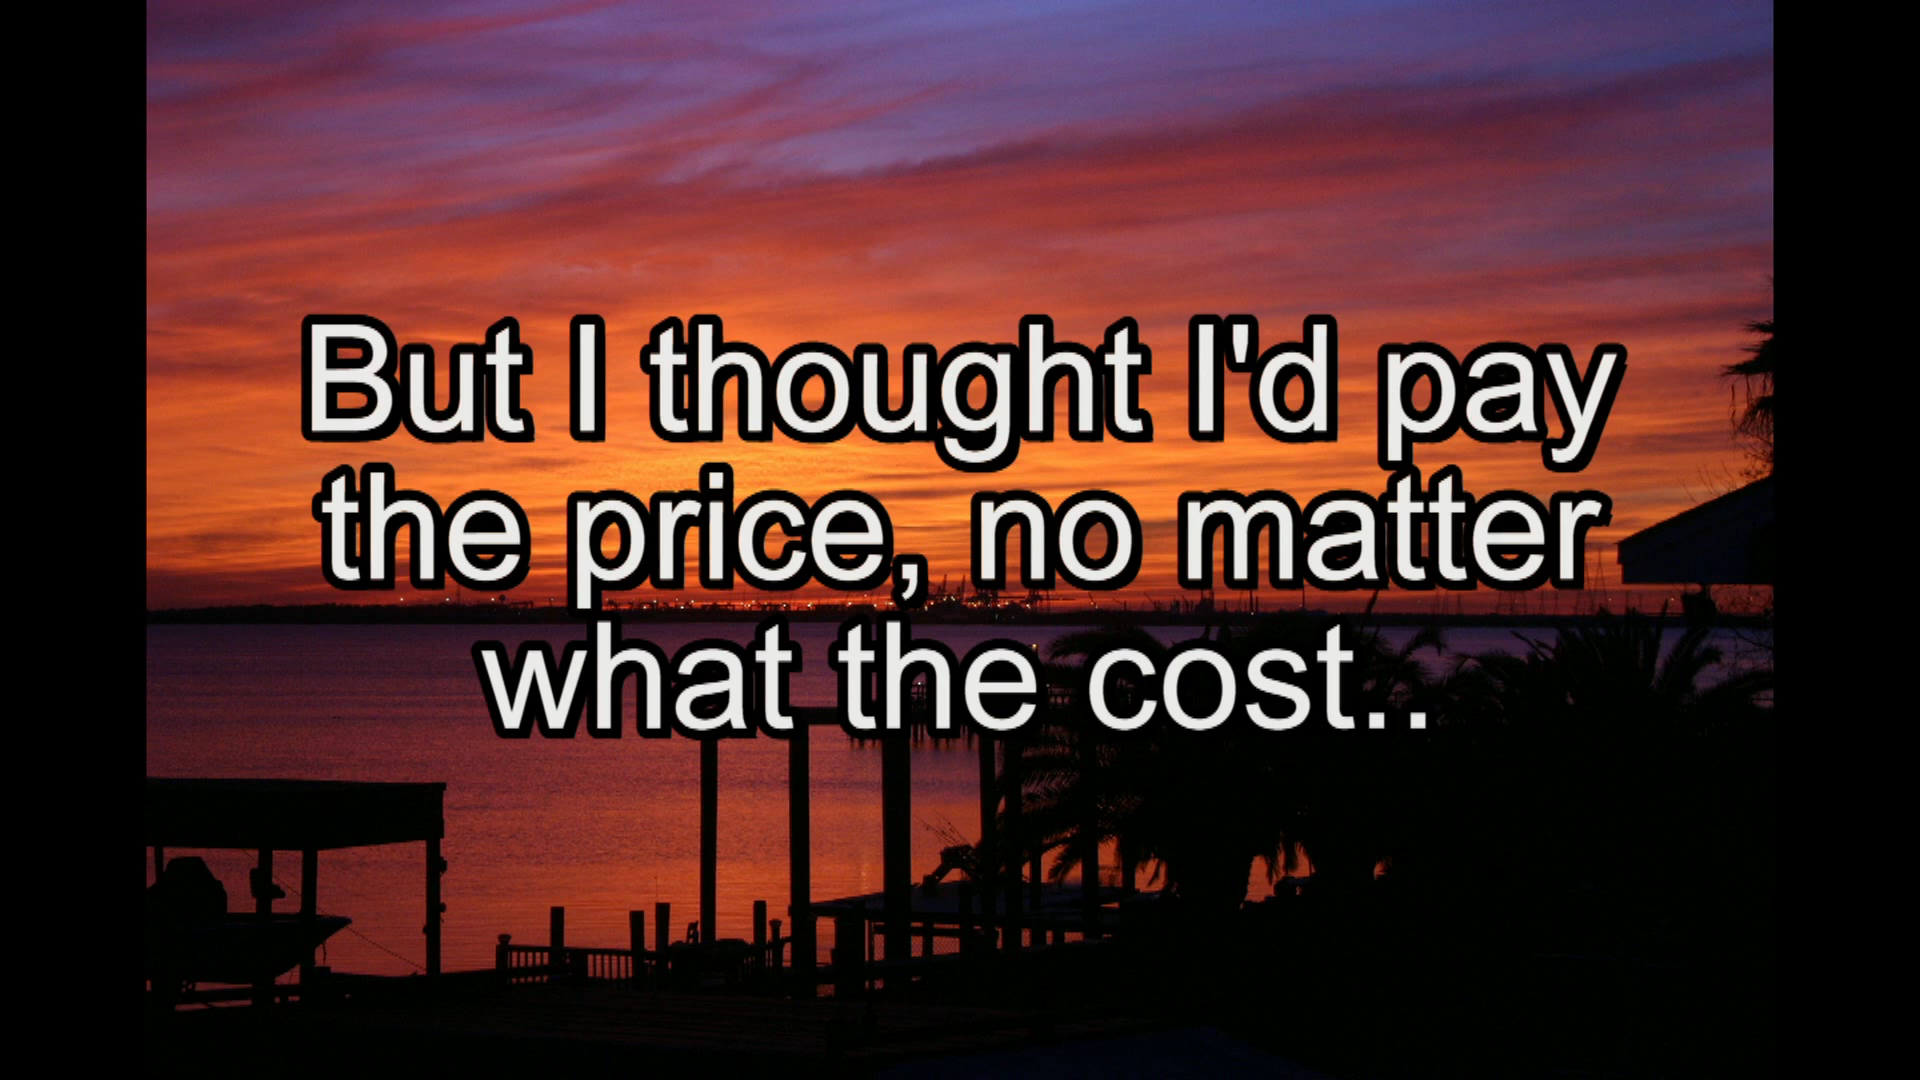 But I thought I'd pay
the price, no matter
what the cost..